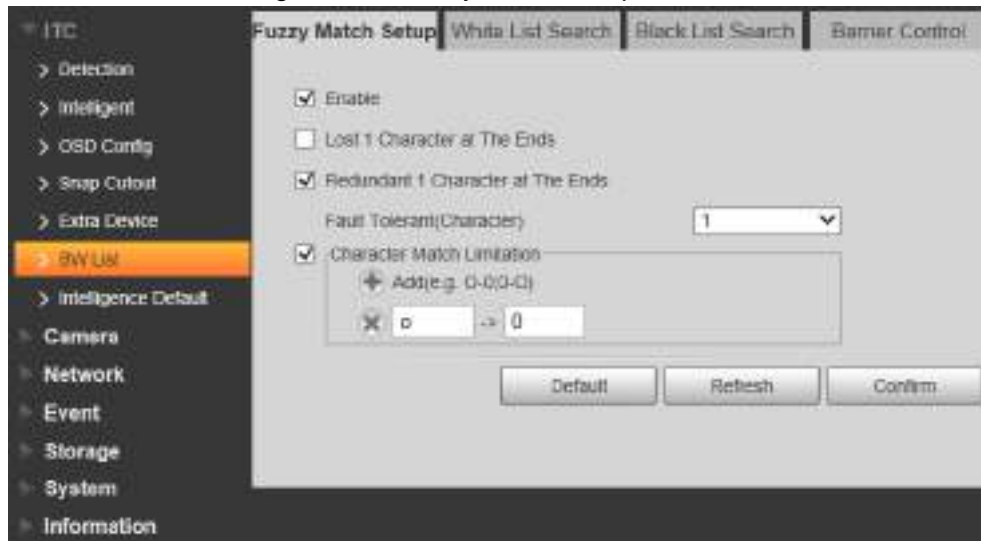 ITC
Detection
Intelligent
OSD Config
Snap Cutout
Extra Device
BW List
Intelligence Default
Camera
Network
Event
Storage
System
Information
Fuzzy Match Setup
White List Search
Black List Search
Barrier Control
Enable
Lost 1 Character at The Ends
Redundant 1 Character at The Ends
Fault Tolerant(Character)
1
Character Match Limitation
Add(e.g. O-0;0-O)
o -> 0
Default
Refresh
Confirm